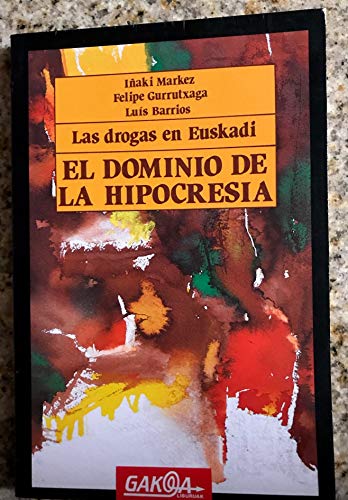 Iñaki Markez
Felipe Gurrutxaga
Luis Barrios
Las drogas en Euskadi
EL DOMINIO DE
LA HIPOCRESIA
GAKOA
LIBURUAK